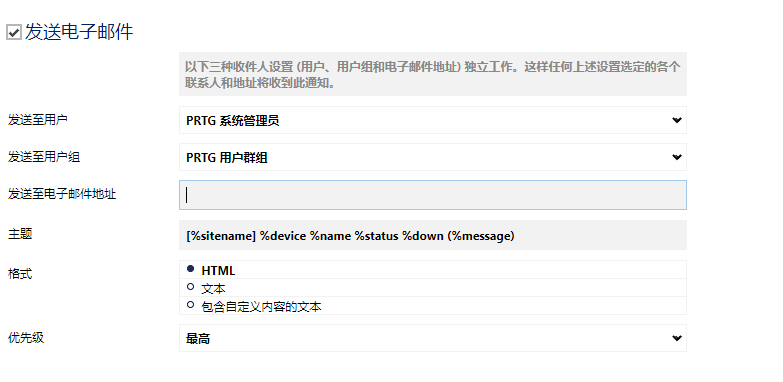 发送电子邮件
以下三种收件人设置 (用户、用户组和电子邮件地址) 独立工作。这样任何上述设置选定的各个
联系人和地址将收到此通知。
发送至用户
PRTG 系统管理员
发送至用户组
PRTG 用户群组
发送至电子邮件地址
主题
[%sitename] %device %name %status %down (%message)
格式
HTML
文本
包含自定义内容的文本
优先级
最高